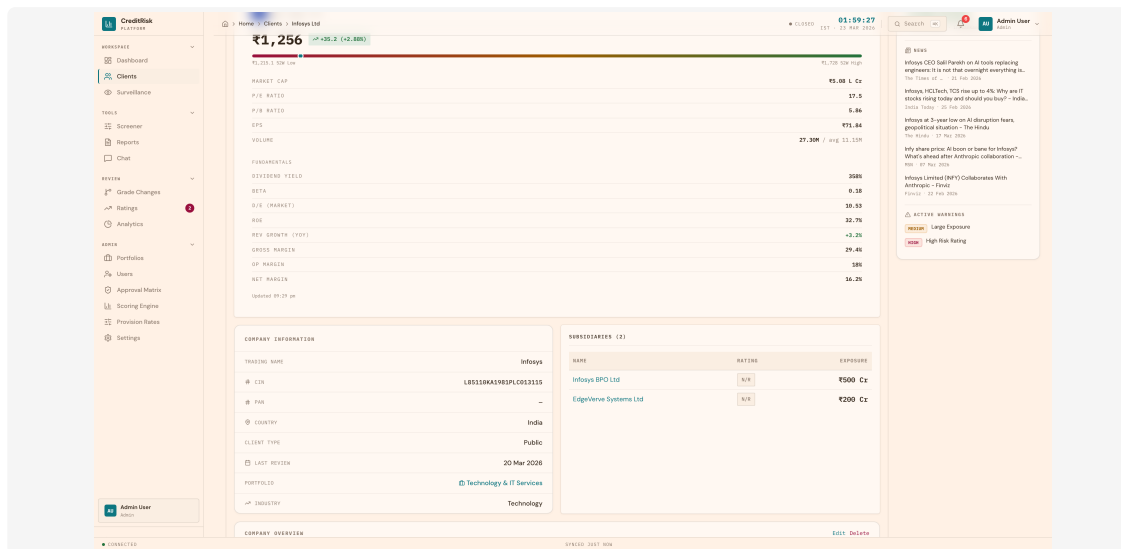 CreditRisk
PLATFORM
Home > Clients > Infosys Ltd
CLOSED
01:59:27
IST · 23 MAR 2026
Search
8
AU
Admin User
Admin
WORKSPACE
Dashboard
Clients
Surveillance
TOOLS
Screener
Reports
Chat
REVIEW
Grade Changes
Ratings
2
Analytics
ADMIN
Portfolios
Users
Approval Matrix
Scoring Engine
Provision Rates
Settings
AU
Admin User
Admin
CONNECTED
₹1,256
+35.2 (+2.88%)
₹1,215.1 52W Low
₹1,728 52W High
MARKET CAP
₹5.08 L Cr
P/E RATIO
17.5
P/B RATIO
5.86
EPS
₹71.84
VOLUME
27.30M / avg 11.15M
FUNDAMENTALS
DIVIDEND YIELD
358%
BETA
0.18
D/E (MARKET)
10.53
ROE
32.7%
REV GROWTH (YOY)
+3.2%
GROSS MARGIN
29.4%
OP MARGIN
18%
NET MARGIN
16.2%
Updated 09:29 pm
COMPANY INFORMATION
TRADING NAME
Infosys
# CIN
L85110KA1981PLC013115
# PAN
—
COUNTRY
India
CLIENT TYPE
Public
LAST REVIEW
20 Mar 2026
PORTFOLIO
Technology & IT Services
INDUSTRY
Technology
SUBSIDIARIES (2)
NAME
RATING
EXPOSURE
Infosys BPO Ltd
N/R
₹500 Cr
EdgeVerve Systems Ltd
N/R
₹200 Cr
COMPANY OVERVIEW
Edit Delete
SYNCED JUST NOW
NEWS
Infosys CEO Salil Parekh on AI tools replacing
engineers: It is not that overnight everything is…
The Times of … · 21 Feb 2026
Infosys, HCLTech, TCS rise up to 4%: Why are IT
stocks rising today and should you buy? - India…
India Today · 25 Feb 2026
Infosys at 3-year low on AI disruption fears,
geopolitical situation - The Hindu
The Hindu · 17 Mar 2026
Infy share price: AI boon or bane for Infosys?
What's ahead after Anthropic collaboration -…
MSN · 07 Mar 2026
Infosys Limited (INFY) Collaborates With
Anthropic - Finviz
Finviz · 22 Feb 2026
ACTIVE WARNINGS
MEDIUM
Large Exposure
HIGH
High Risk Rating